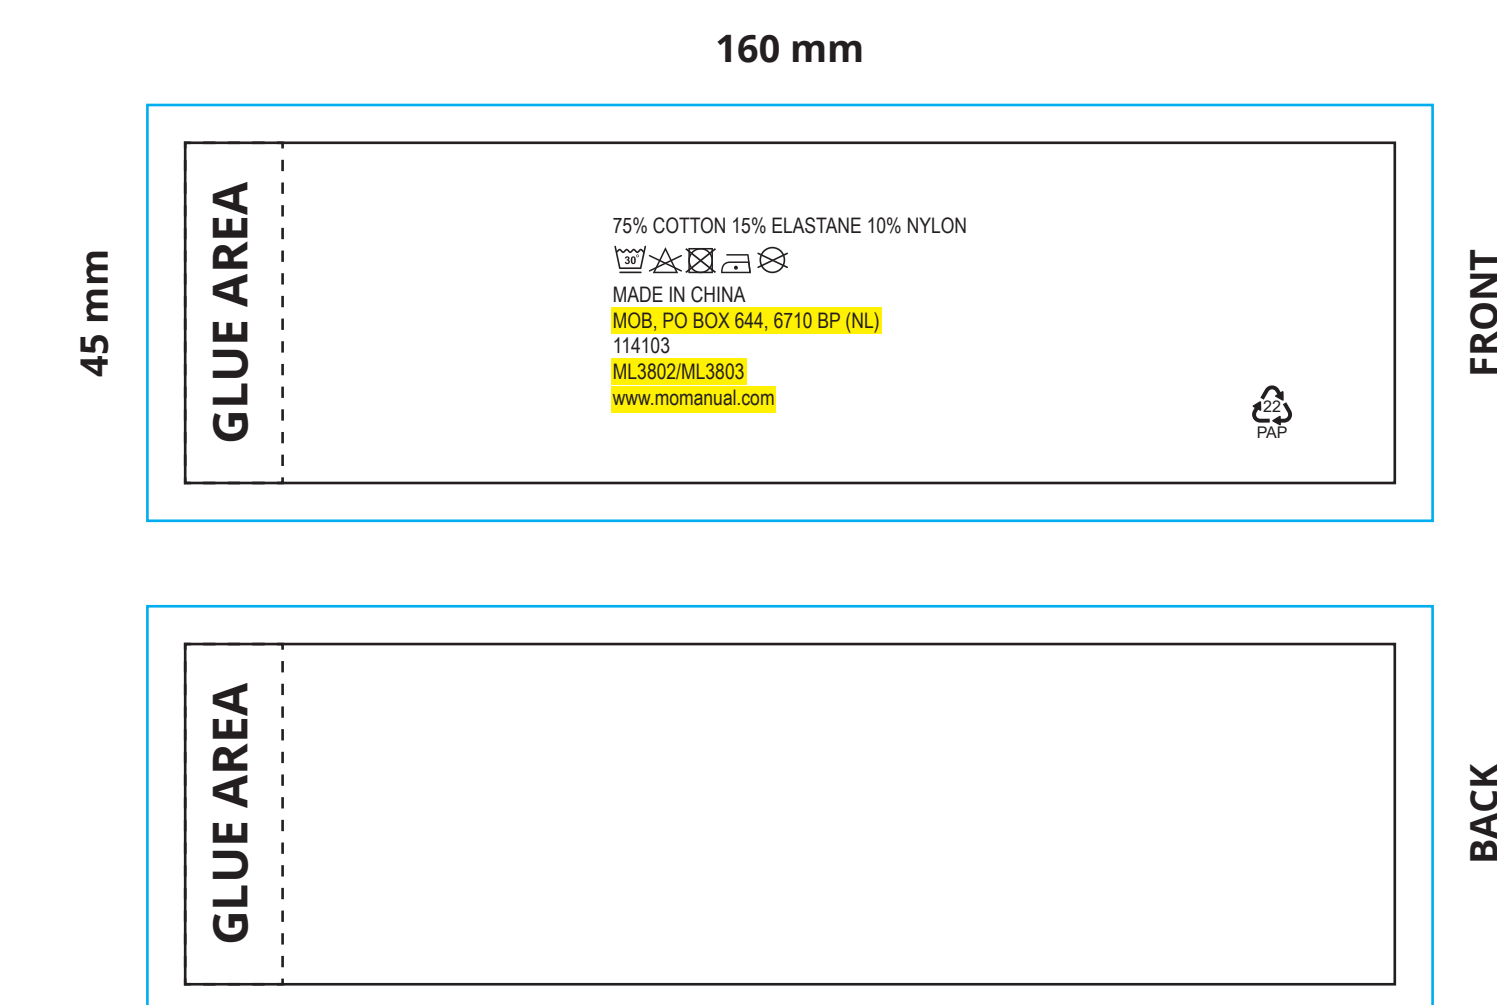 160 mm
45 mm
GLUE AREA
75% COTTON 15% ELASTANE 10% NYLON
30°
MADE IN CHINA
MOB, PO BOX 644, 6710 BP (NL)
114103
ML3802/ML3803
www.momanual.com
22
PAP
FRONT
GLUE AREA
BACK